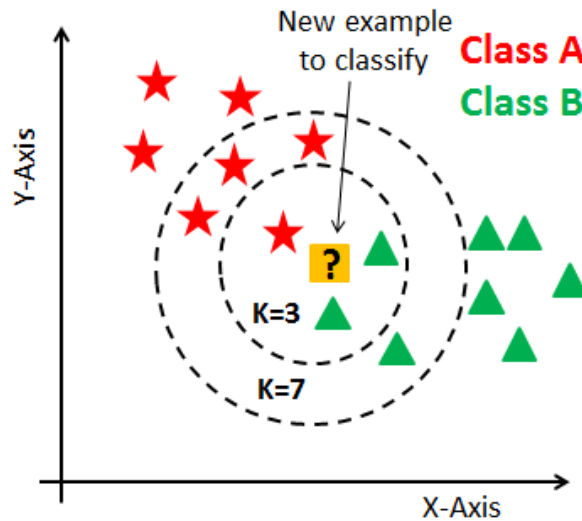 New example
to classify
Class A
Class B
Y-Axis
?
K=3
K=7
X-Axis